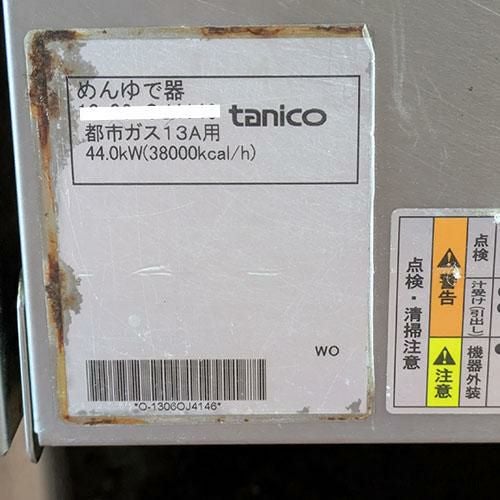 めんゆで器
tanico
都市ガス13A用
44.0kW(38000kcal/h)
WO
*O-1306OJ4146*
点検・清掃注意
警告
注意
点検
汁受け(引出し)
機器外装